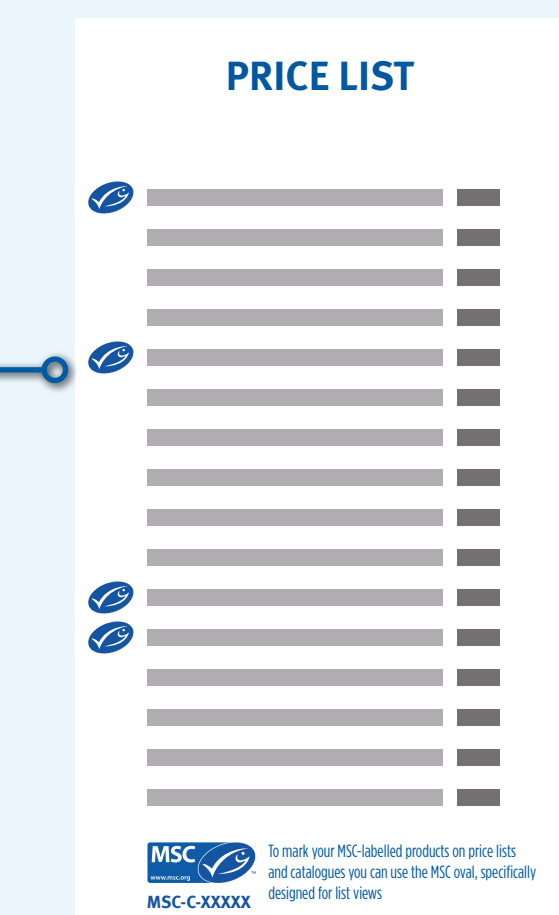 PRICE LIST
MSC
www.msc.org
™
MSC-C-XXXXX
To mark your MSC-labelled products on price lists
and catalogues you can use the MSC oval, specifically
designed for list views